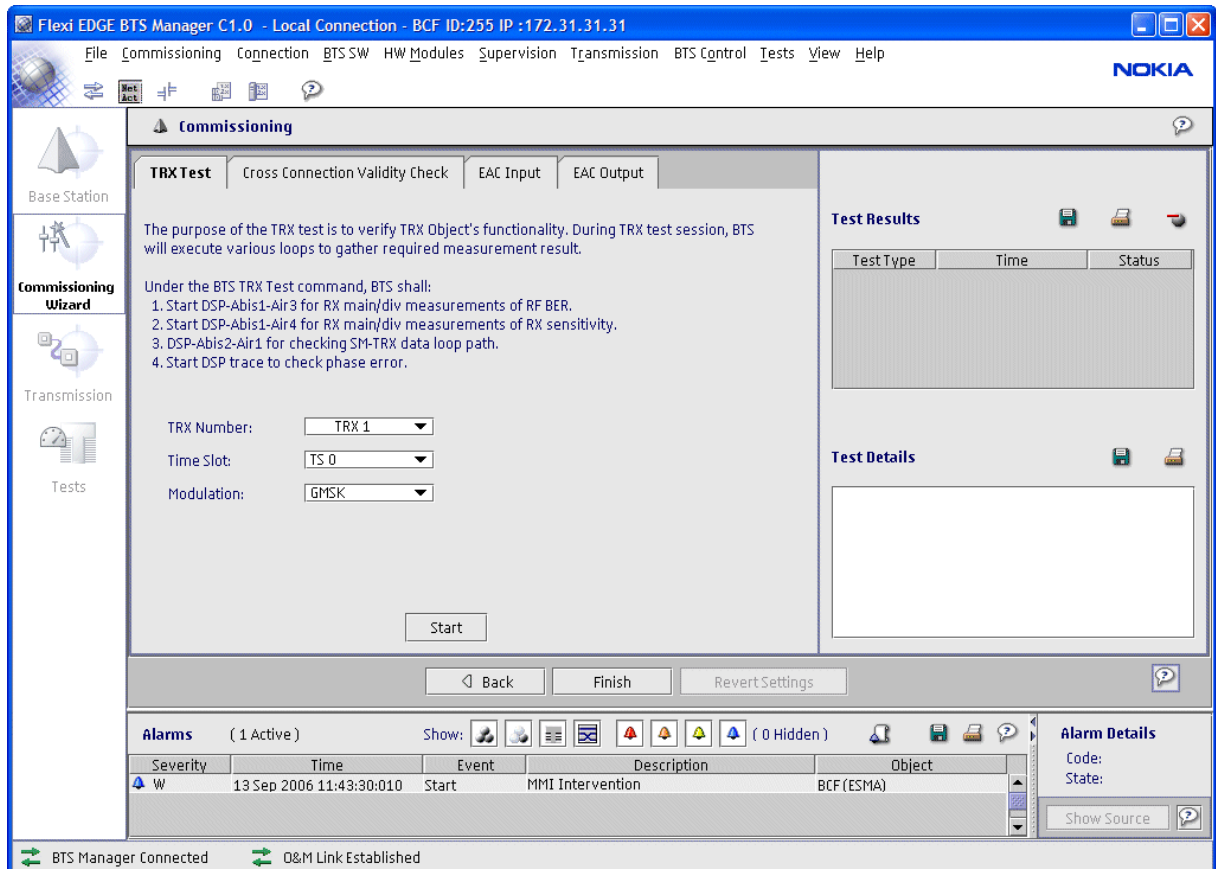 Flexi EDGE BTS Manager C1.0 - Local Connection - BCF ID:255 IP :172.31.31.31
File Commissioning Connection BTS SW HW Modules Supervision Transmission BTS Control Tests View Help
NOKIA
Net Act
Commissioning
Base Station
Commissioning Wizard
Transmission
Tests
TRX Test Cross Connection Validity Check EAC Input EAC Output
The purpose of the TRX test is to verify TRX Object's functionality. During TRX test session, BTS
will execute various loops to gather required measurement result.
Under the BTS TRX Test command, BTS shall:
1. Start DSP-Abis1-Air3 for RX main/div measurements of RF BER.
2. Start DSP-Abis1-Air4 for RX main/div measurements of RX sensitivity.
3. DSP-Abis2-Air1 for checking SM-TRX data loop path.
4. Start DSP trace to check phase error.
TRX Number: TRX 1
Time Slot: TS 0
Modulation: GMSK
Start
Test Results
Test Type Time Status
Test Details
Back Finish Revert Settings
Alarms ( 1 Active ) Show: ( 0 Hidden )
Severity Time Event Description Object
W 13 Sep 2006 11:43:30:010 Start MMI Intervention BCF(ESMA)
Alarm Details
Code:
State:
Show Source
BTS Manager Connected O&M Link Established